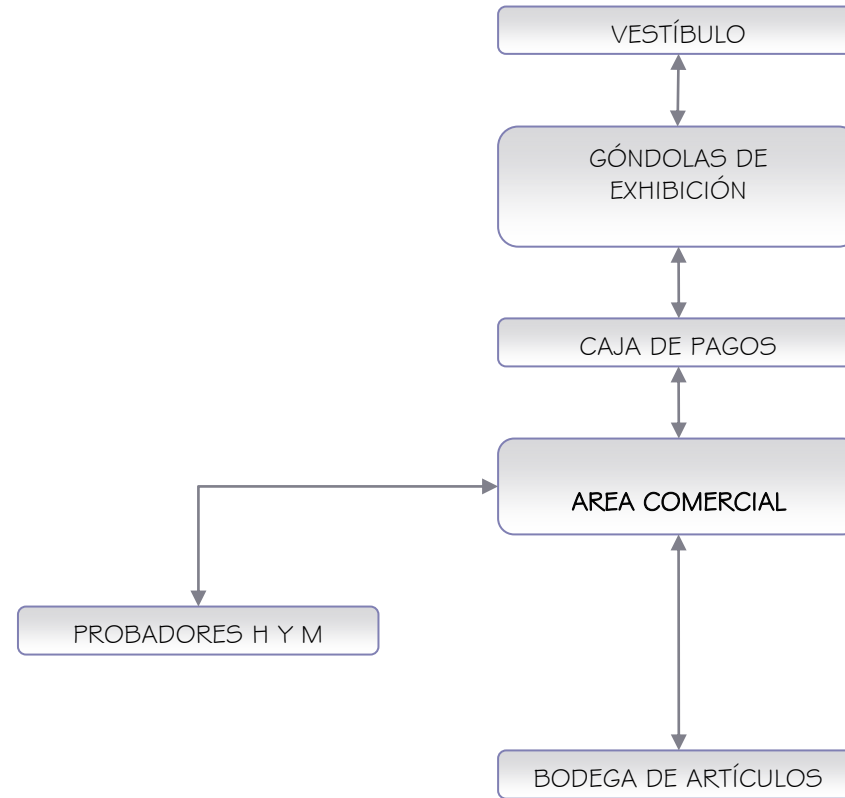 VESTÍBULO
GÓNDOLAS DE
EXHIBICIÓN
CAJA DE PAGOS
AREA COMERCIAL
PROBADORES H Y M
BODEGA DE ARTÍCULOS